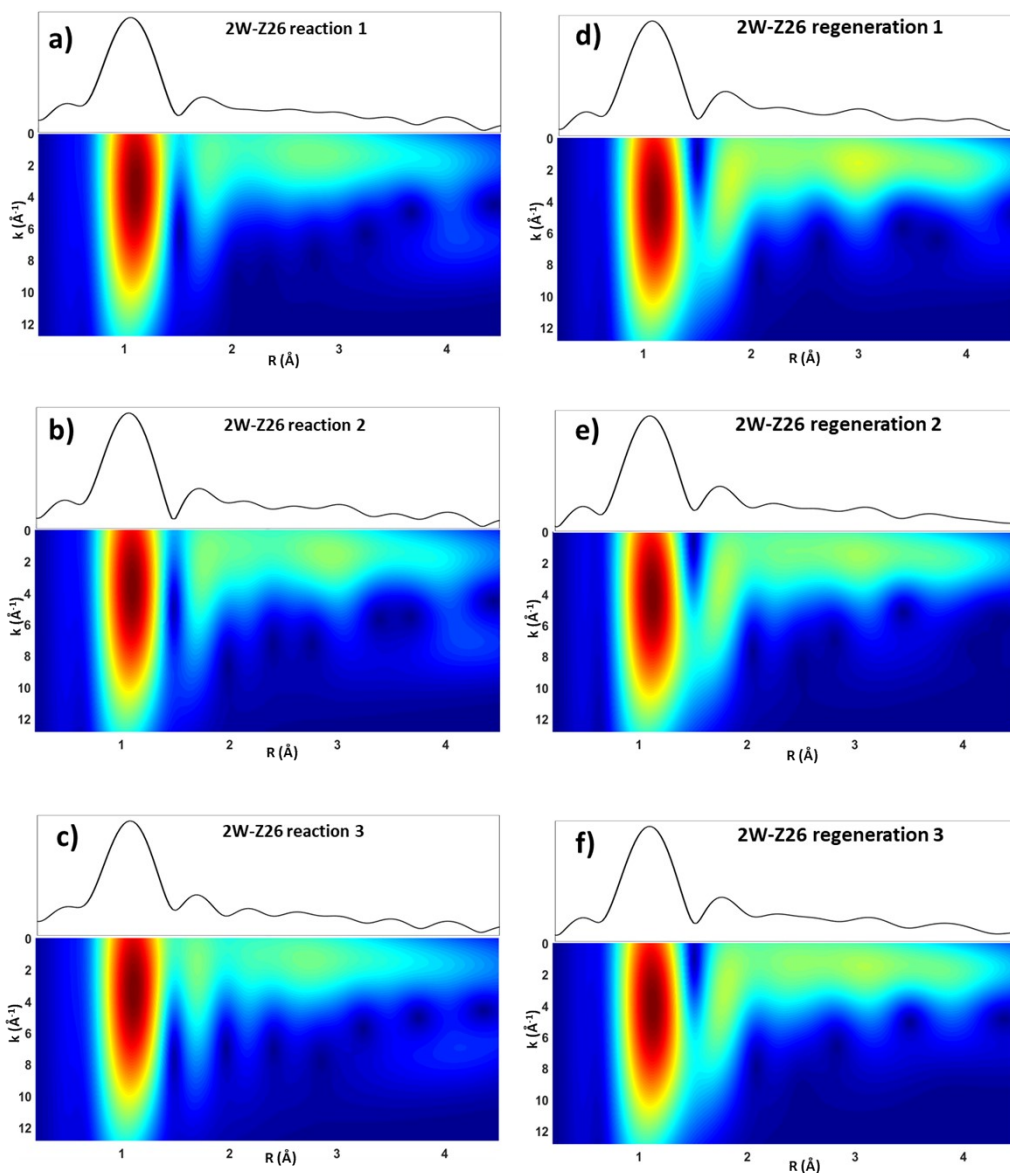 a)
2W-Z26 reaction 1
0
2
4
6
8
10
12
k (Å-1)
1
2
3
4
R (Å)
d)
2W-Z26 regeneration 1
0
2
4
6
8
10
12
k (Å-1)
1
2
3
4
R (Å)
b)
2W-Z26 reaction 2
0
2
4
6
8
10
12
k (Å-1)
1
2
3
4
R (Å)
e)
2W-Z26 regeneration 2
0
2
4
6
8
10
12
k (Å-1)
1
2
3
4
R (Å)
c)
2W-Z26 reaction 3
0
2
4
6
8
10
12
k (Å-1)
1
2
3
4
R (Å)
f)
2W-Z26 regeneration 3
0
2
4
6
8
10
12
k (Å-1)
1
2
3
4
R (Å)